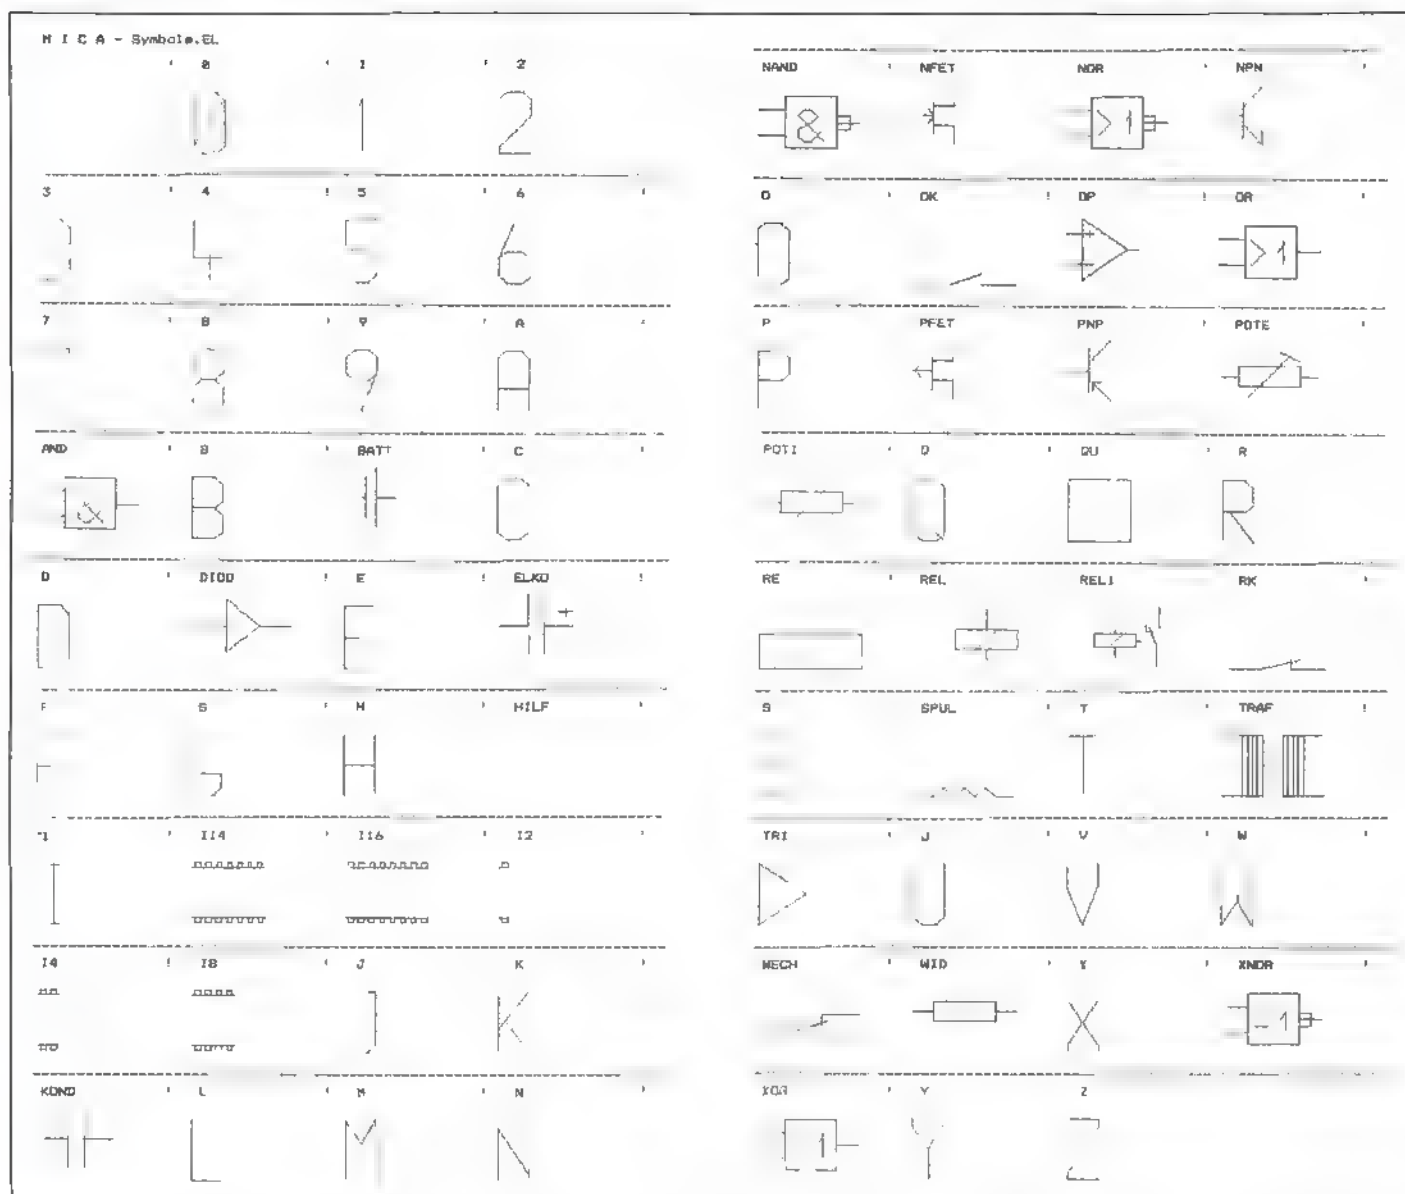 M I C A - Symbole.EL
0 1 2
3 4 5 6
7 8 9 A
AND B BATT C
D DIOD E ELKO
F G H HILF
I14 I16 I2
I4 I8 J K
KOND L M N
NAND NFET NOR NPN
& >1
O OK OP OR
>1
P PFET PNP POTE
POTI Q QU R
RE REL REL1 RK
S SPUL T TRAF
TRI U V W
WECH WID X XNOR
XOR Y Z